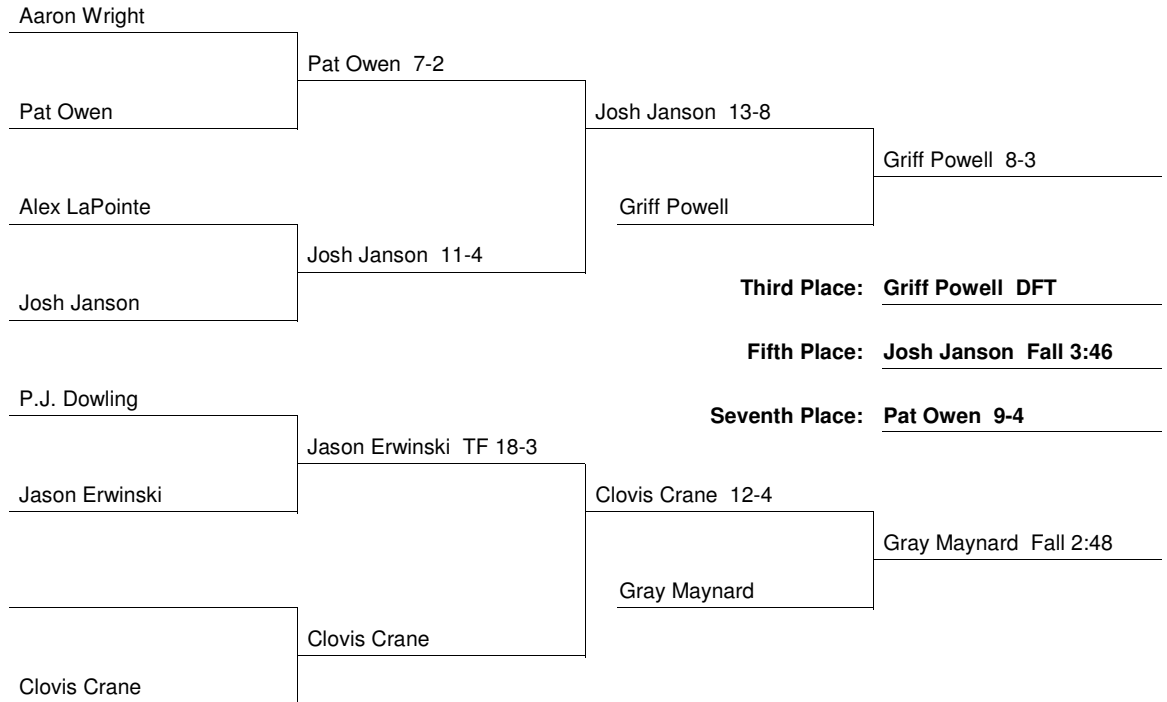 Aaron Wright
Pat Owen 7-2
Pat Owen
Josh Janson 13-8
Griff Powell 8-3
Alex LaPointe
Griff Powell
Josh Janson 11-4
Third Place: Griff Powell DFT
Josh Janson
Fifth Place: Josh Janson Fall 3:46
P.J. Dowling
Seventh Place: Pat Owen 9-4
Jason Erwinski TF 18-3
Jason Erwinski
Clovis Crane 12-4
Gray Maynard Fall 2:48
Gray Maynard
Clovis Crane
Clovis Crane